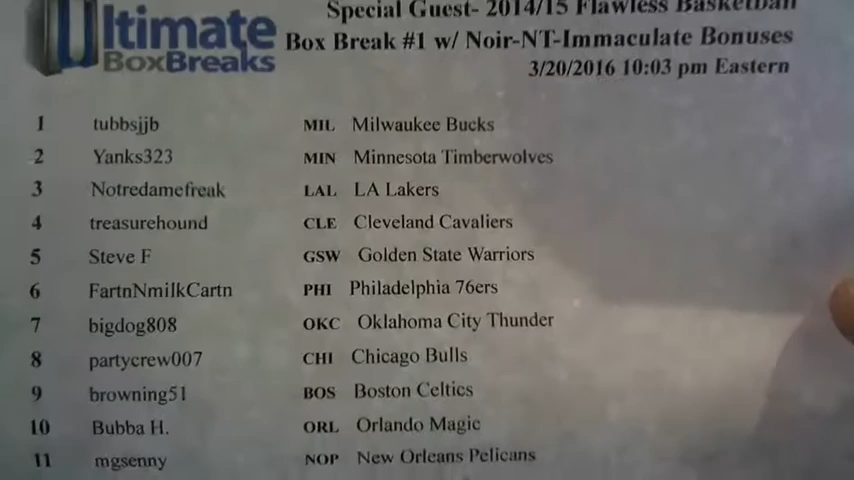 Ultimate
BoxBreaks
Special Guest- 2014/15 Flawless Basketball
Box Break #1 w/ Noir-NT-Immaculate Bonuses
3/20/2016 10:03 pm Eastern
1 tubbsjjb MIL Milwaukee Bucks
2 Yanks323 MIN Minnesota Timberwolves
3 Notredamefreak LAL LA Lakers
4 treasurehound CLE Cleveland Cavaliers
5 Steve F GSW Golden State Warriors
6 FartnNmilkCartn PHI Philadelphia 76ers
7 bigdog808 OKC Oklahoma City Thunder
8 partycrew007 CHI Chicago Bulls
9 browning51 BOS Boston Celtics
10 Bubba H. ORL Orlando Magic
11 mgsenny NOP New Orleans Pelicans